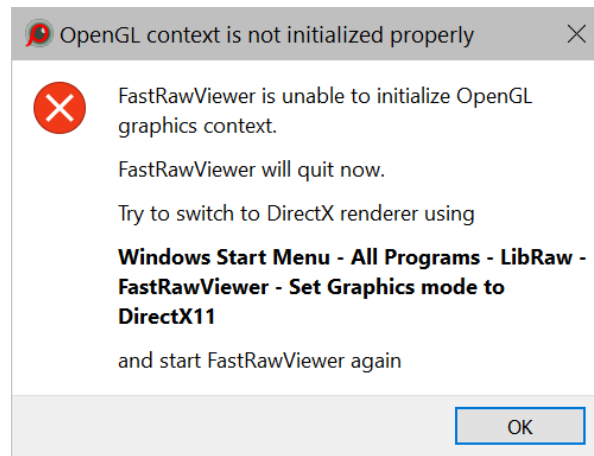 OpenGL context is not initialized properly
FastRawViewer is unable to initialize OpenGL
graphics context.
FastRawViewer will quit now.
Try to switch to DirectX renderer using
Windows Start Menu - All Programs - LibRaw -
FastRawViewer - Set Graphics mode to
DirectX11
and start FastRawViewer again
OK